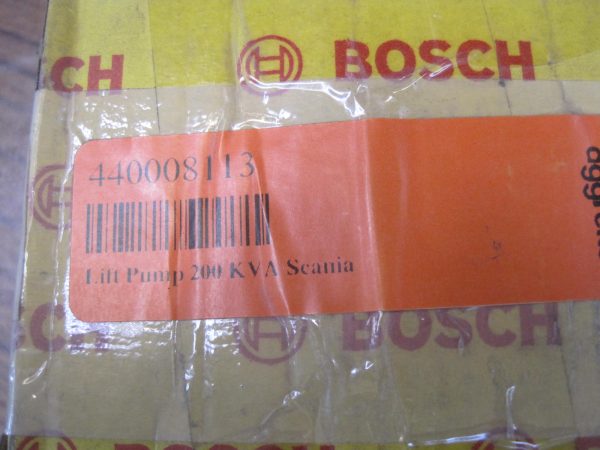 BOSCH
BOSCH
440008113
Lift Pump 200 KVA Scania
BOSCH
BOSCH